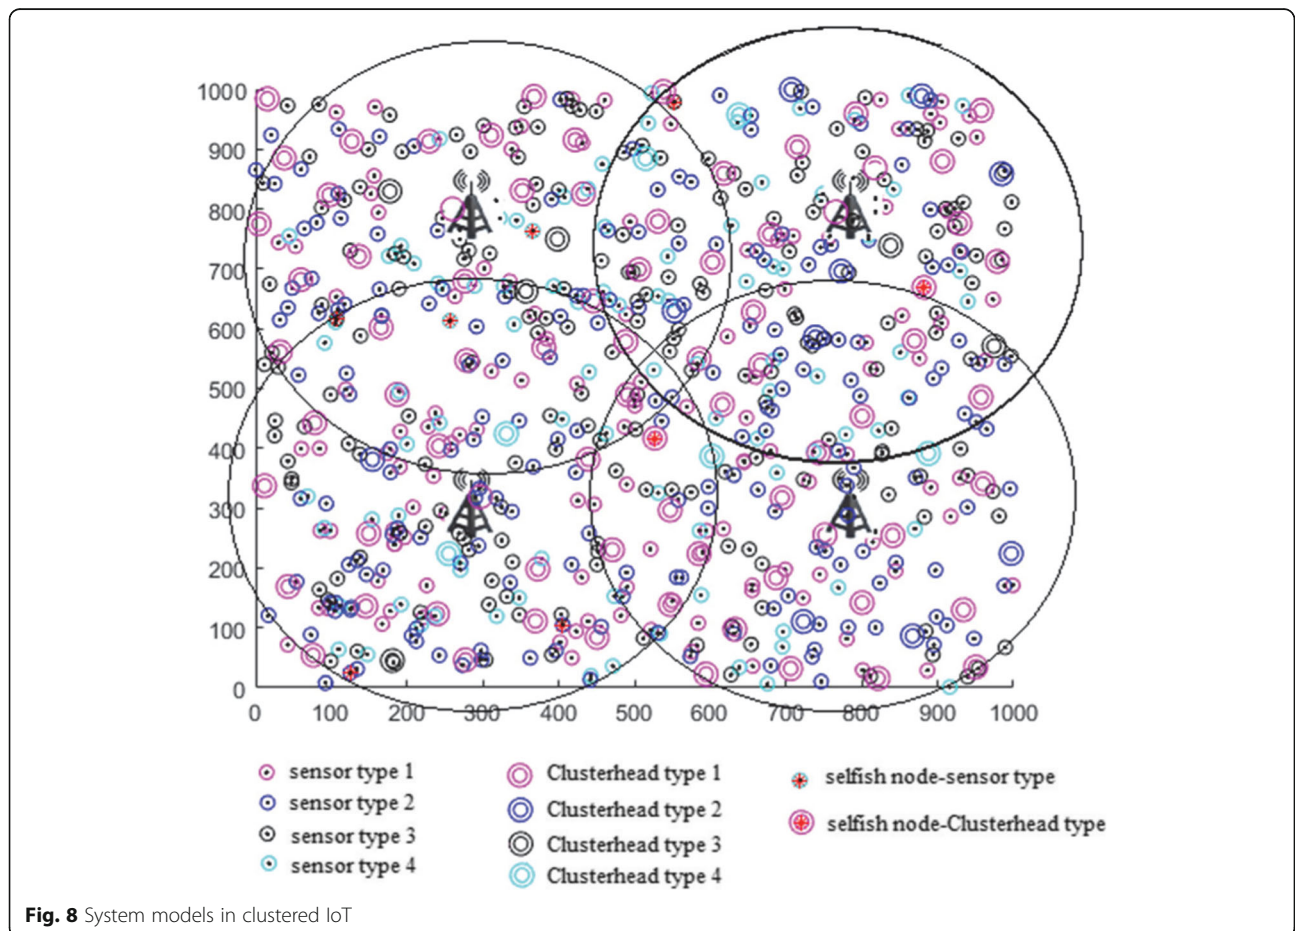 1000
900
800
700
600
500
400
300
200
100
0
0 100 200 300 400 500 600 700 800 900 1000
sensor type 1
sensor type 2
sensor type 3
sensor type 4
Clusterhead type 1
Clusterhead type 2
Clusterhead type 3
Clusterhead type 4
selfish node-sensor type
selfish node-Clusterhead type
Fig. 8 System models in clustered IoT